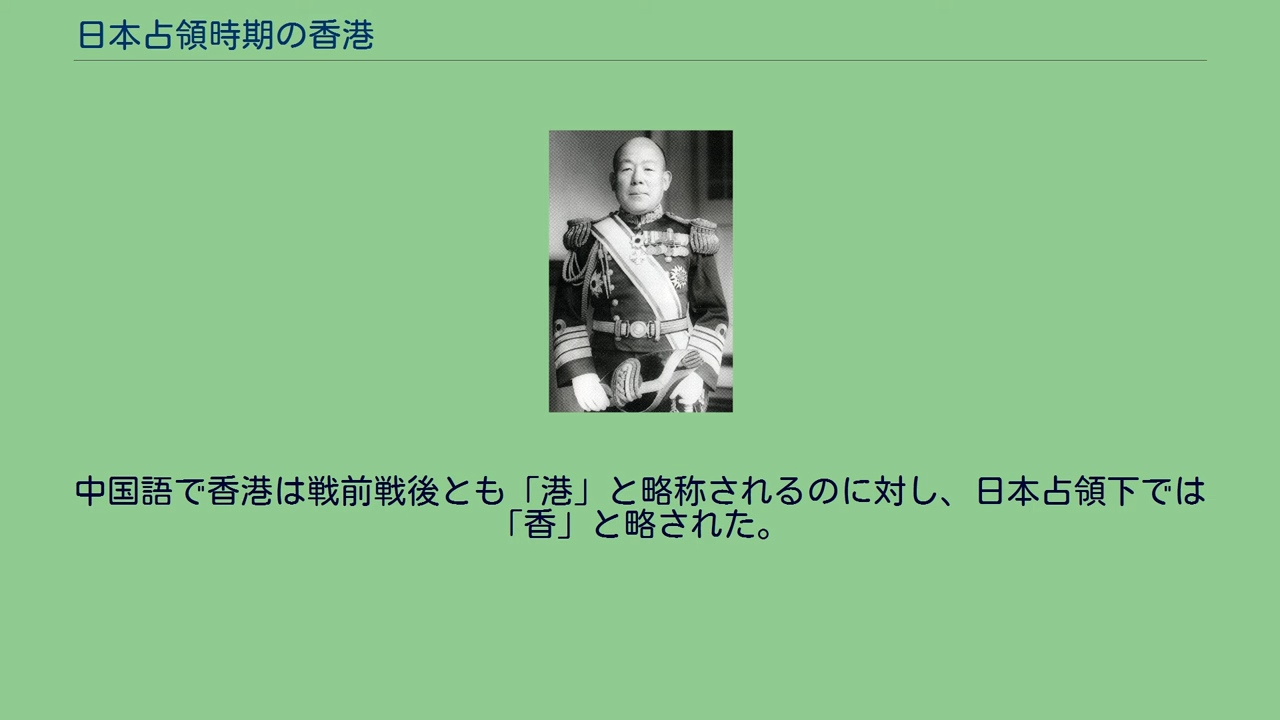 日本占領時期の香港
中国語で香港は戦前戦後とも「港」と略称されるのに対し、日本占領下では
「香」と略された。